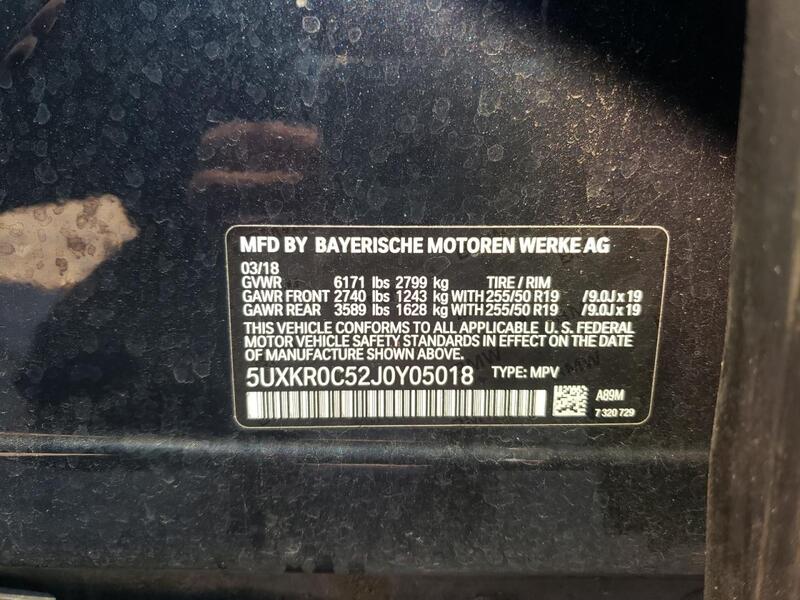 MFD BY BAYERISCHE MOTOREN WERKE AG
03/18
GVWR 6171 lbs 2799 kg TIRE / RIM
GAWR FRONT 2740 lbs 1243 kg WITH 255/50 R19 /9.0J x 19
GAWR REAR 3589 lbs 1628 kg WITH 255/50 R19 /9.0J x 19
THIS VEHICLE CONFORMS TO ALL APPLICABLE U. S. FEDERAL
MOTOR VEHICLE SAFETY STANDARDS IN EFFECT ON THE
DATE OF MANUFACTURE SHOWN ABOVE.
5UXKR0C52J0Y05018 TYPE: MPV
A89M
7 320 729